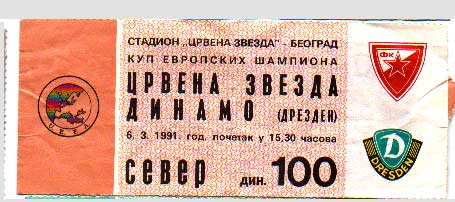 СТАДИОН „ЦРВЕНА ЗВЕЗДА" - БЕОГРАД
КУП ЕВРОПСКИХ ШАМПИОНА
ЦРВЕНА ЗВЕЗДА
ДИНАМО (ДРЕЗДЕН)
6. 3. 1991. год. почетак у 15,30 часова
СЕВЕР ДИН. 100
UEFA
ФК
D
DRESDEN